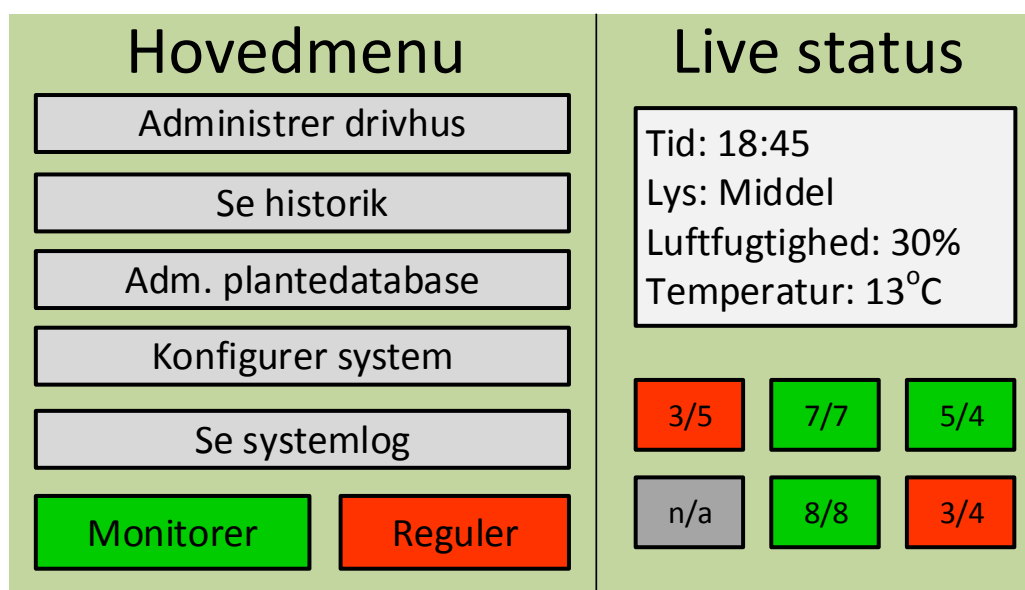 Hovedmenu
Administrer drivhus
Se historik
Adm. plantedatabase
Konfigurer system
Se systemlog
Monitorer
Reguler
Live status
Tid: 18:45
Lys: Middel
Luftfugtighed: 30%
Temperatur: 13°C
3/5 7/7 5/4
n/a 8/8 3/4